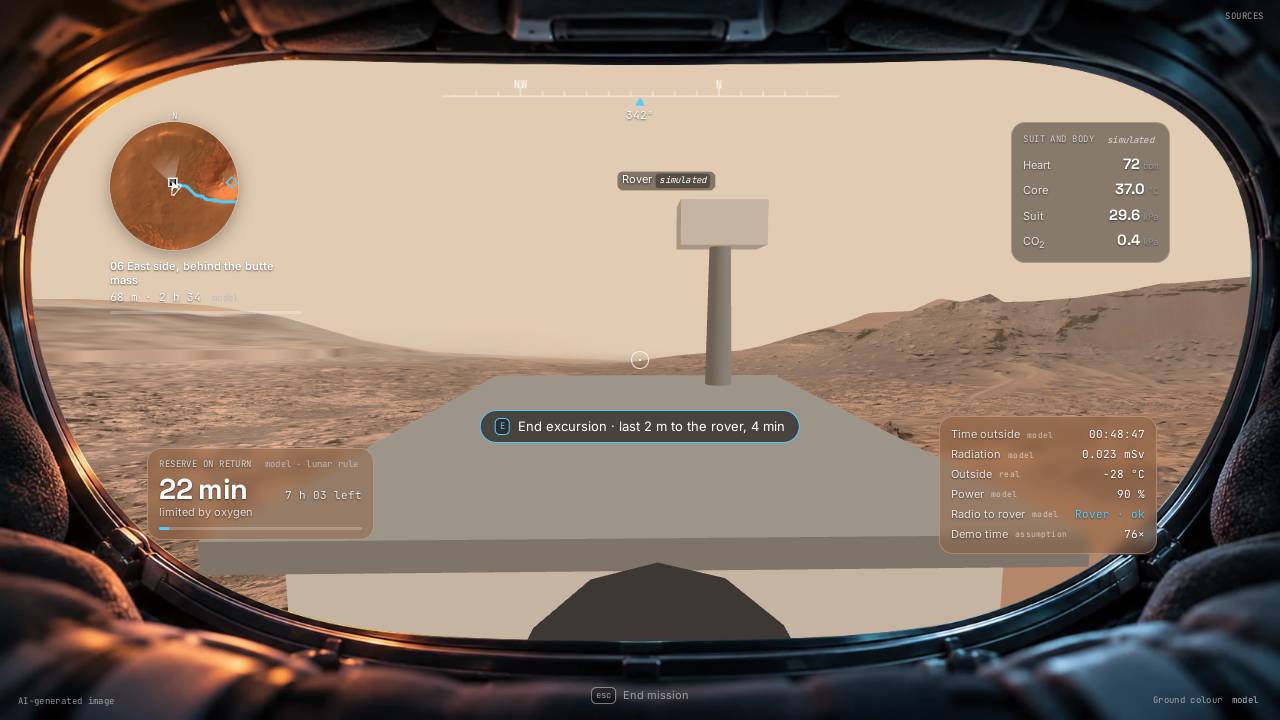 SOURCES
NW N
342°
N
SUIT AND BODY simulated
Heart 72 bpm
Core 37.0 °C
Suit 29.6 kPa
CO2 0.4 kPa
Rover simulated
06 East side, behind the butte
mass
68 m · 2 h 34 model
E End excursion · last 2 m to the rover, 4 min
RESERVE ON RETURN model · lunar rule
22 min 7 h 03 left
limited by oxygen
Time outside model 00:48:47
Radiation model 0.023 mSv
Outside real -28 °C
Power model 90 %
Radio to rover model Rover · ok
Demo time assumption 76×
AI-generated image
esc End mission
Ground colour model